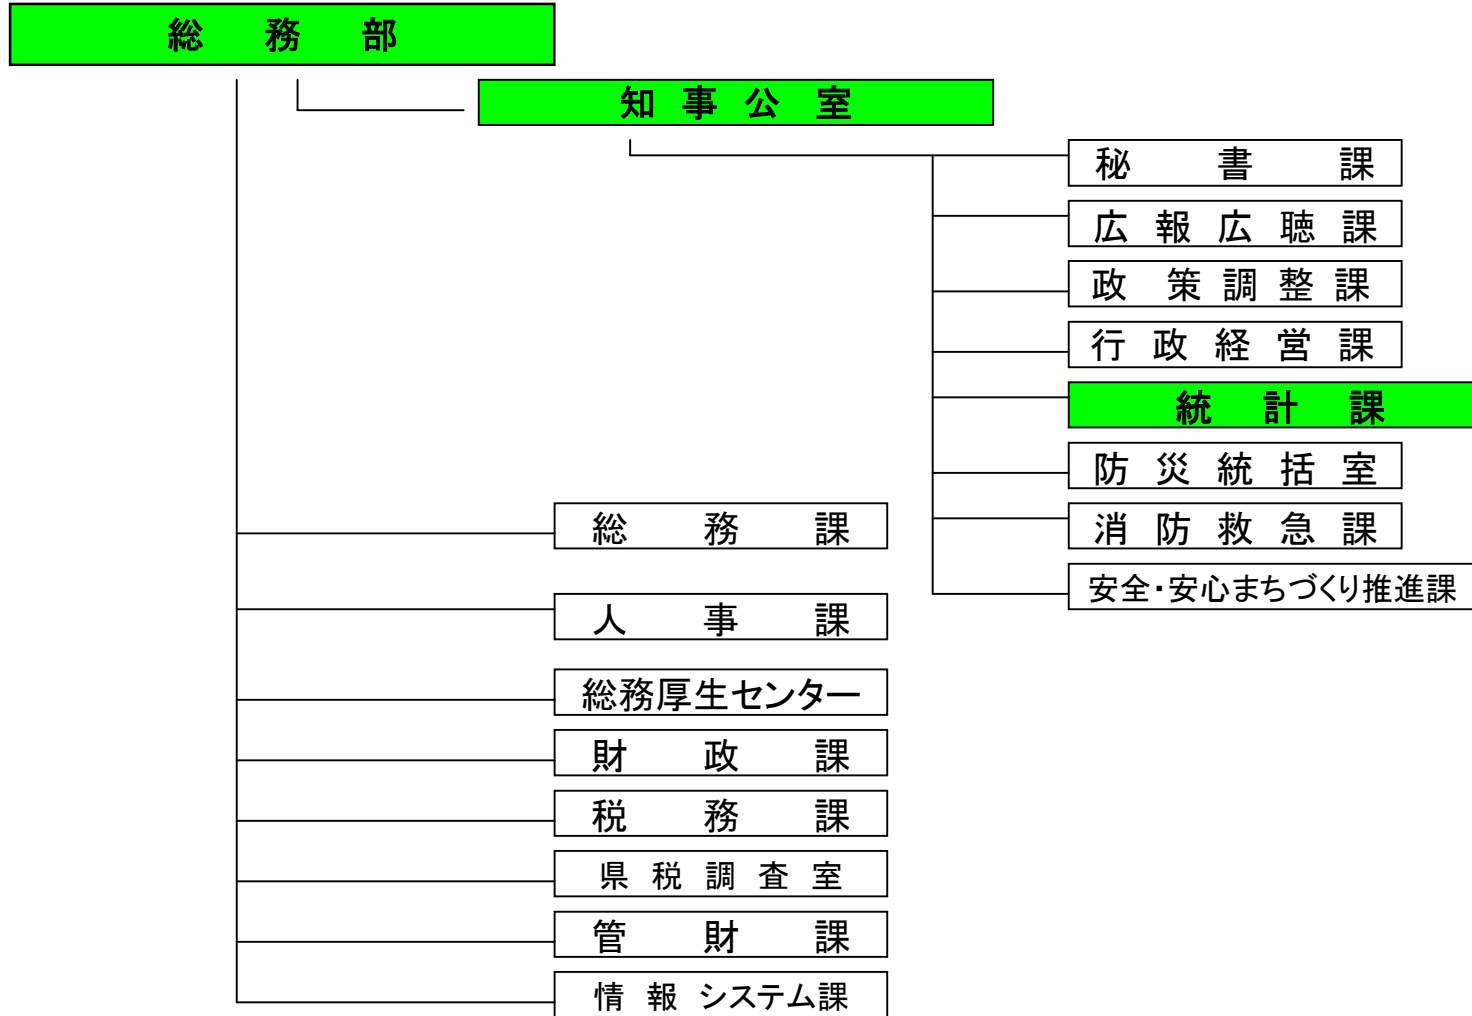 総務部
知事公室
秘書課
広報広聴課
政策調整課
行政経営課
統計課
防災統括室
消防救急課
安全・安心まちづくり推進課
総務課
人事課
総務厚生センター
財政課
税務課
県税調査室
管財課
情報システム課